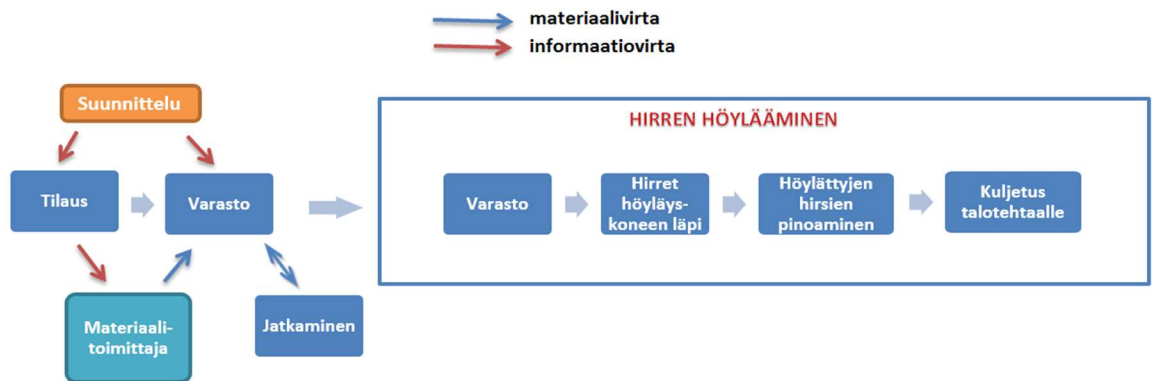 materiaalivirta
informaatiovirta
Suunnittelu
Tilaus
Varasto
Materiaali-
toimittaja
Jatkaminen
HIRREN HÖYLÄÄMINEN
Varasto
Hirret
höyläys-
koneen läpi
Höylättyjen
hirsien
pinoaminen
Kuljetus
talotehtaalle